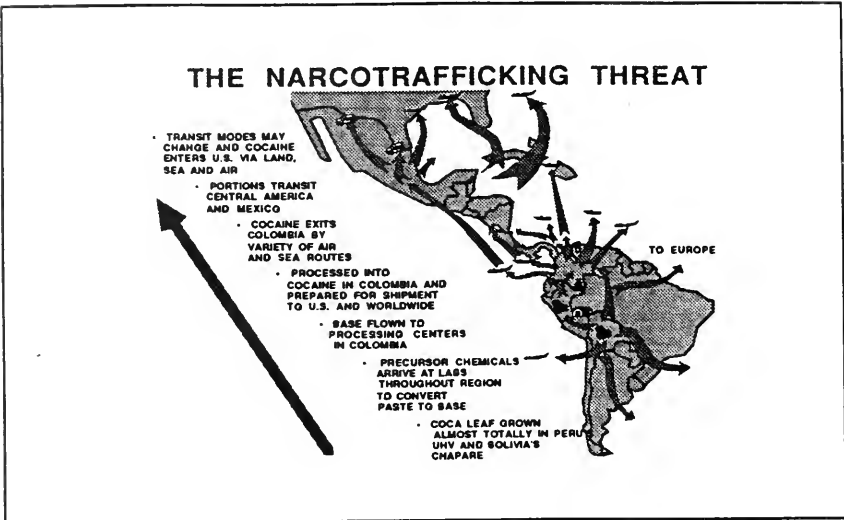 THE NARCOTRAFFICKING THREAT
• TRANSIT MODES MAY
CHANGE AND COCAINE
ENTERS U.S. VIA LAND,
SEA AND AIR
• PORTIONS TRANSIT
CENTRAL AMERICA
AND MEXICO
• COCAINE EXITS
COLOMBIA BY
VARIETY OF AIR
AND SEA ROUTES
• PROCESSED INTO
COCAINE IN COLOMBIA AND
PREPARED FOR SHIPMENT
TO U.S. AND WORLDWIDE
• BASE FLOWN TO
PROCESSING CENTERS
IN COLOMBIA
• PRECURSOR CHEMICALS
ARRIVE AT LABS
THROUGHOUT REGION
TO CONVERT
PASTE TO BASE
• COCA LEAF GROWN
ALMOST TOTALLY IN PERU'S
UHV AND BOLIVIA'S
CHAPARE
TO EUROPE